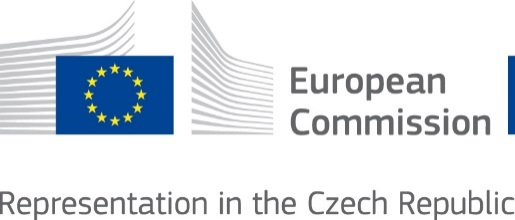 European
Commission
Representation in the Czech Republic